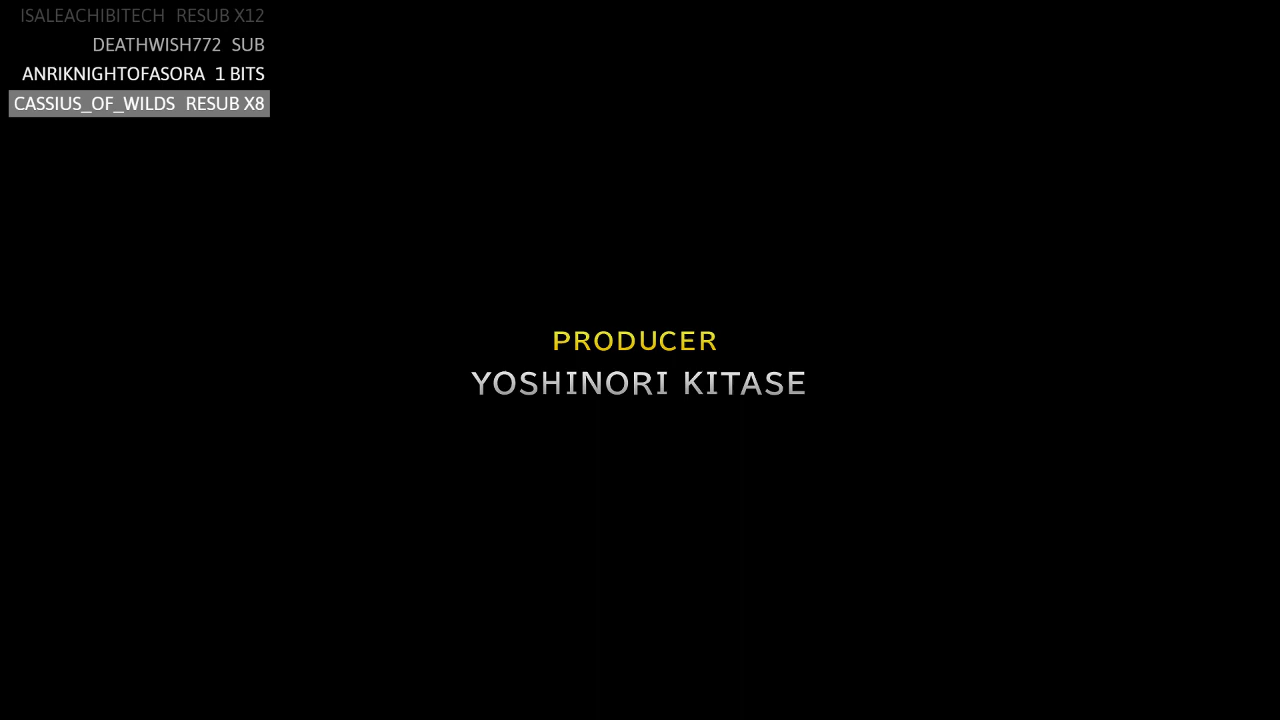 ISALEACHIBITECH RESUB X12
DEATHWISH772 SUB
ANRIKNIGHTOFASORA 1 BITS
CASSIUS_OF_WILDS RESUB X8
PRODUCER
YOSHINORI KITASE